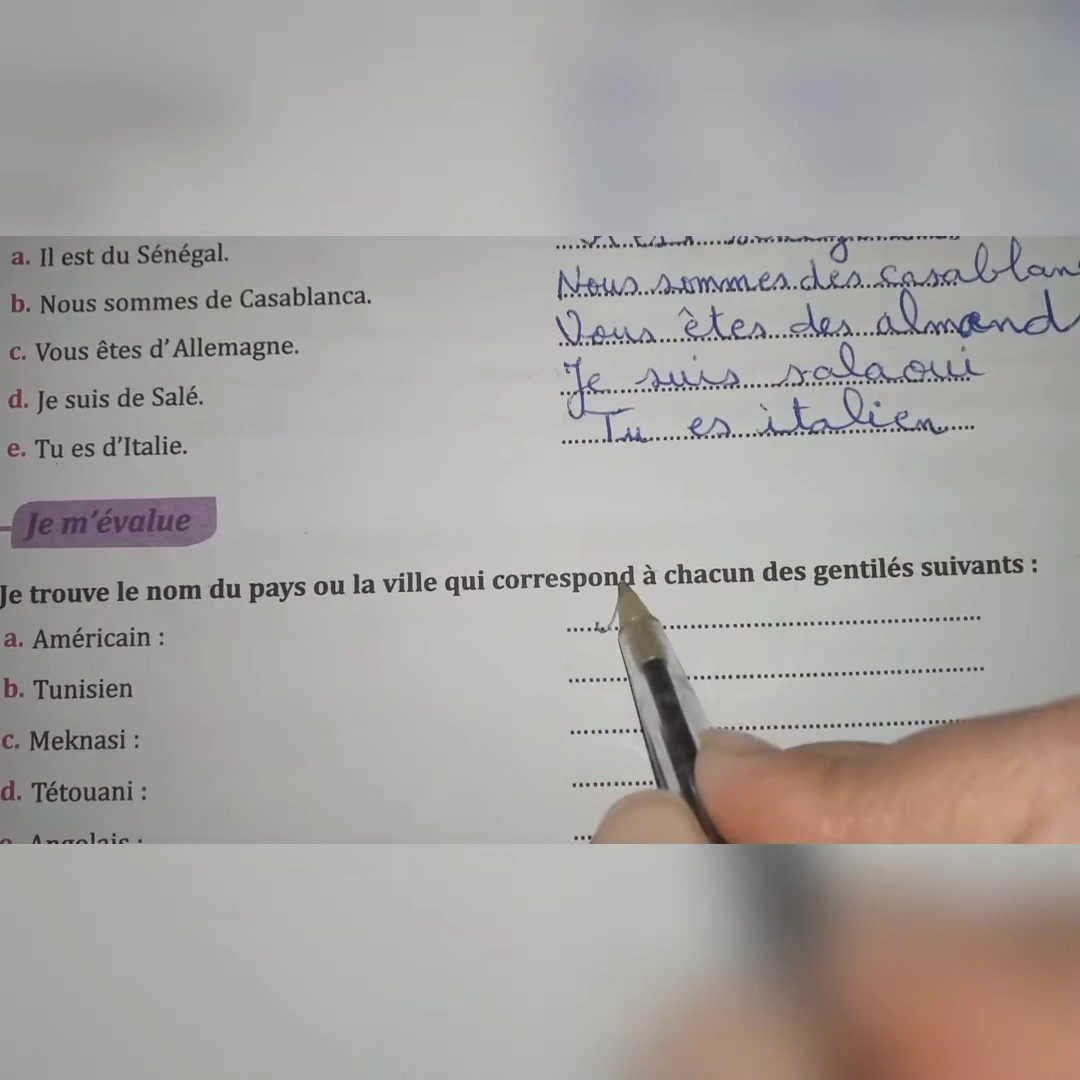 a. Il est du Sénégal.
b. Nous sommes de Casablanca. Nous sommes des casablan
c. Vous êtes d'Allemagne. Vous êtes des almands
d. Je suis de Salé. Je suis salaoui
e. Tu es d'Italie. Tu es italien
Je m'évalue
Je trouve le nom du pays ou la ville qui correspond à chacun des gentilés suivants :
a. Américain :
b. Tunisien
c. Meknasi :
d. Tétouani :